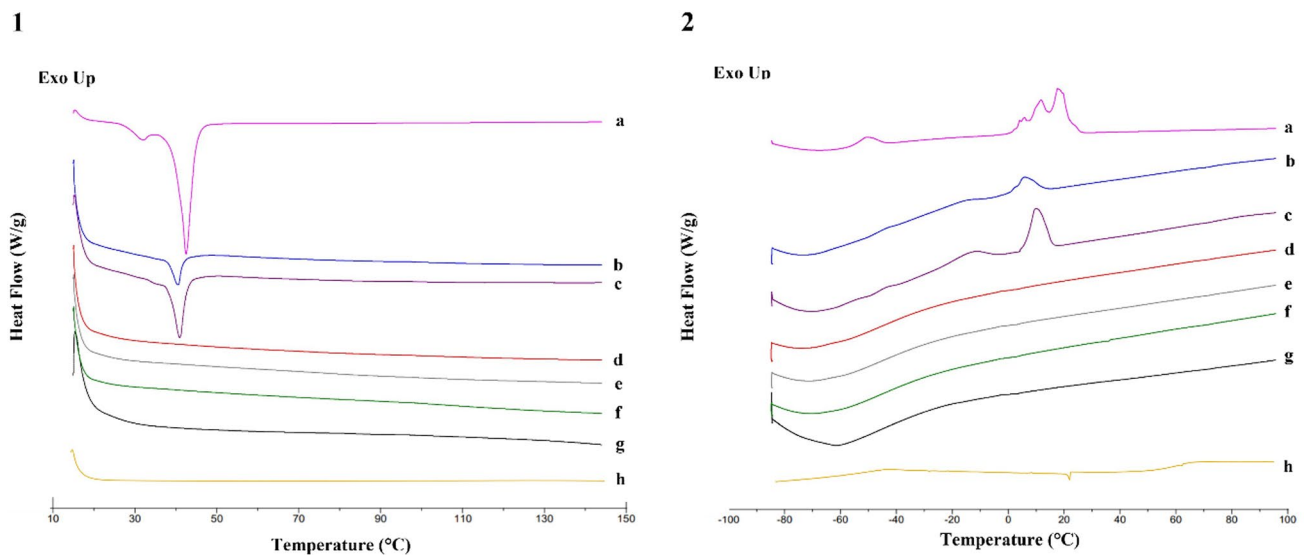 1
Exo Up
a
b
c
d
e
f
g
h
Heat Flow (W/g)
10 30 50 70 90 110 130 150
Temperature (°C)
2
Exo Up
a
b
c
d
e
f
g
h
Heat Flow (W/g)
-100 -80 -60 -40 -20 0 20 40 60 80 100
Temperature (°C)